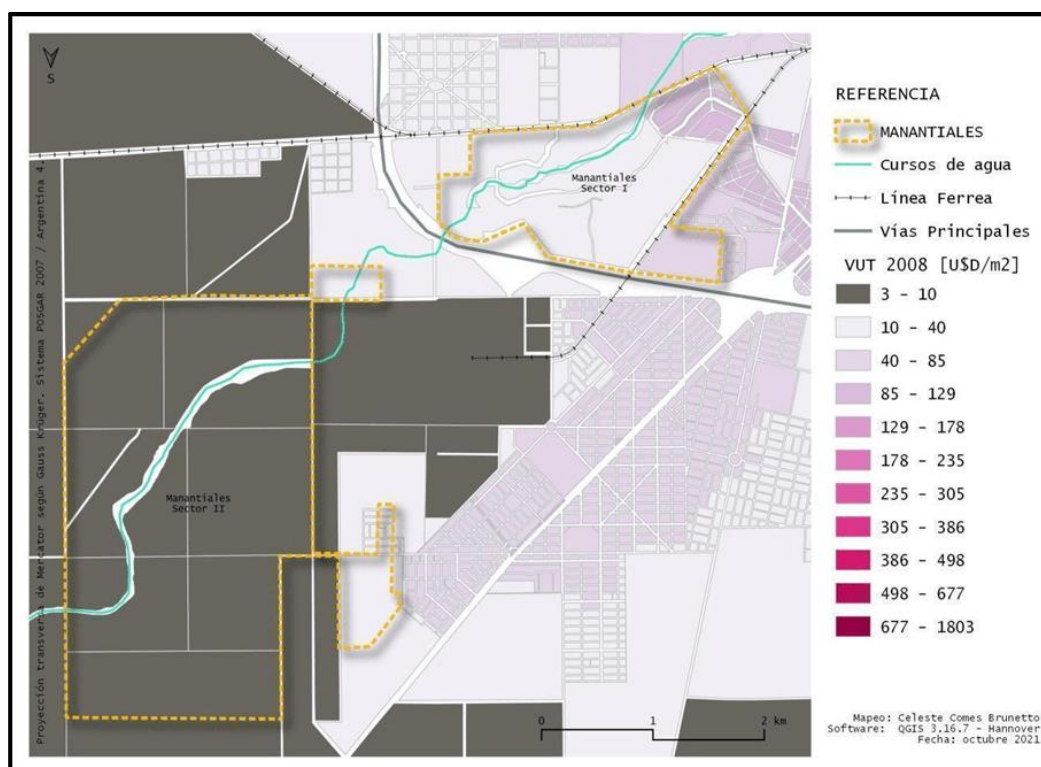 S
Proyección transversa de Mercator según Gauss Krüger. Sistema POSGAR 2007 / Argentina 4.
Manantiales
Sector I
Manantiales
Sector II
0 1 2 km
REFERENCIA
MANANTIALES
Cursos de agua
Línea Ferrea
Vías Principales
VUT 2008 [U$D/m2]
3 - 10
10 - 40
40 - 85
85 - 129
129 - 178
178 - 235
235 - 305
305 - 386
386 - 498
498 - 677
677 - 1803
Mapeo: Celeste Comes Brunetto
Software: QGIS 3.16.7 - Hannover
Fecha: octubre 2021